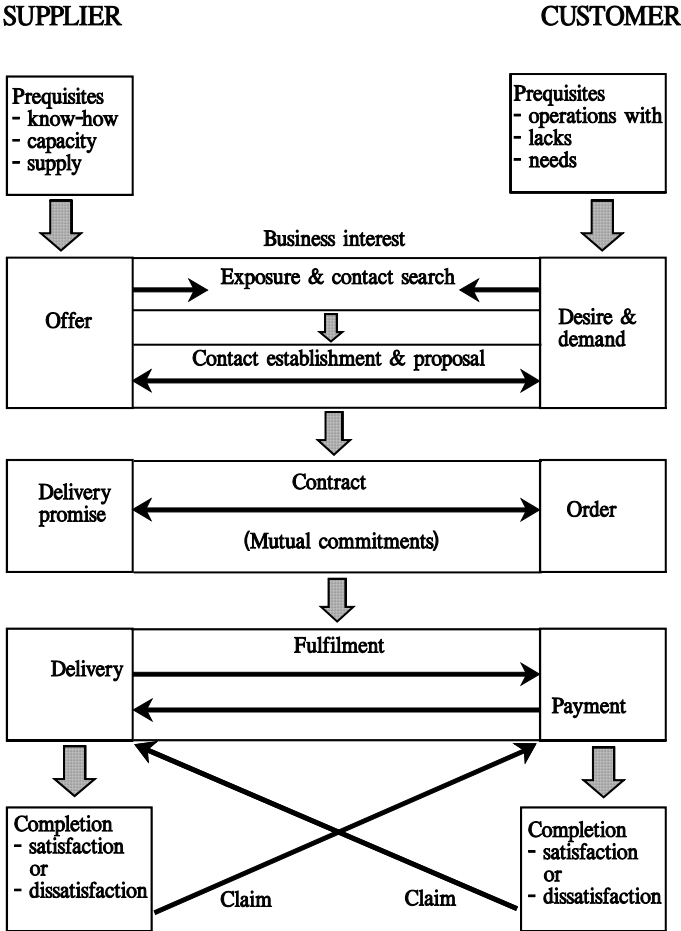 SUPPLIER
CUSTOMER
Prequisites
- know-how
- capacity
- supply
Prequisites
- operations with
- lacks
- needs
Business interest
Exposure & contact search
Offer
Desire &
demand
Contact establishment & proposal
Delivery
promise
Contract
(Mutual commitments)
Order
Fulfilment
Delivery
Payment
Completion
- satisfaction
or
- dissatisfaction
Claim
Claim
Completion
- satisfaction
or
- dissatisfaction